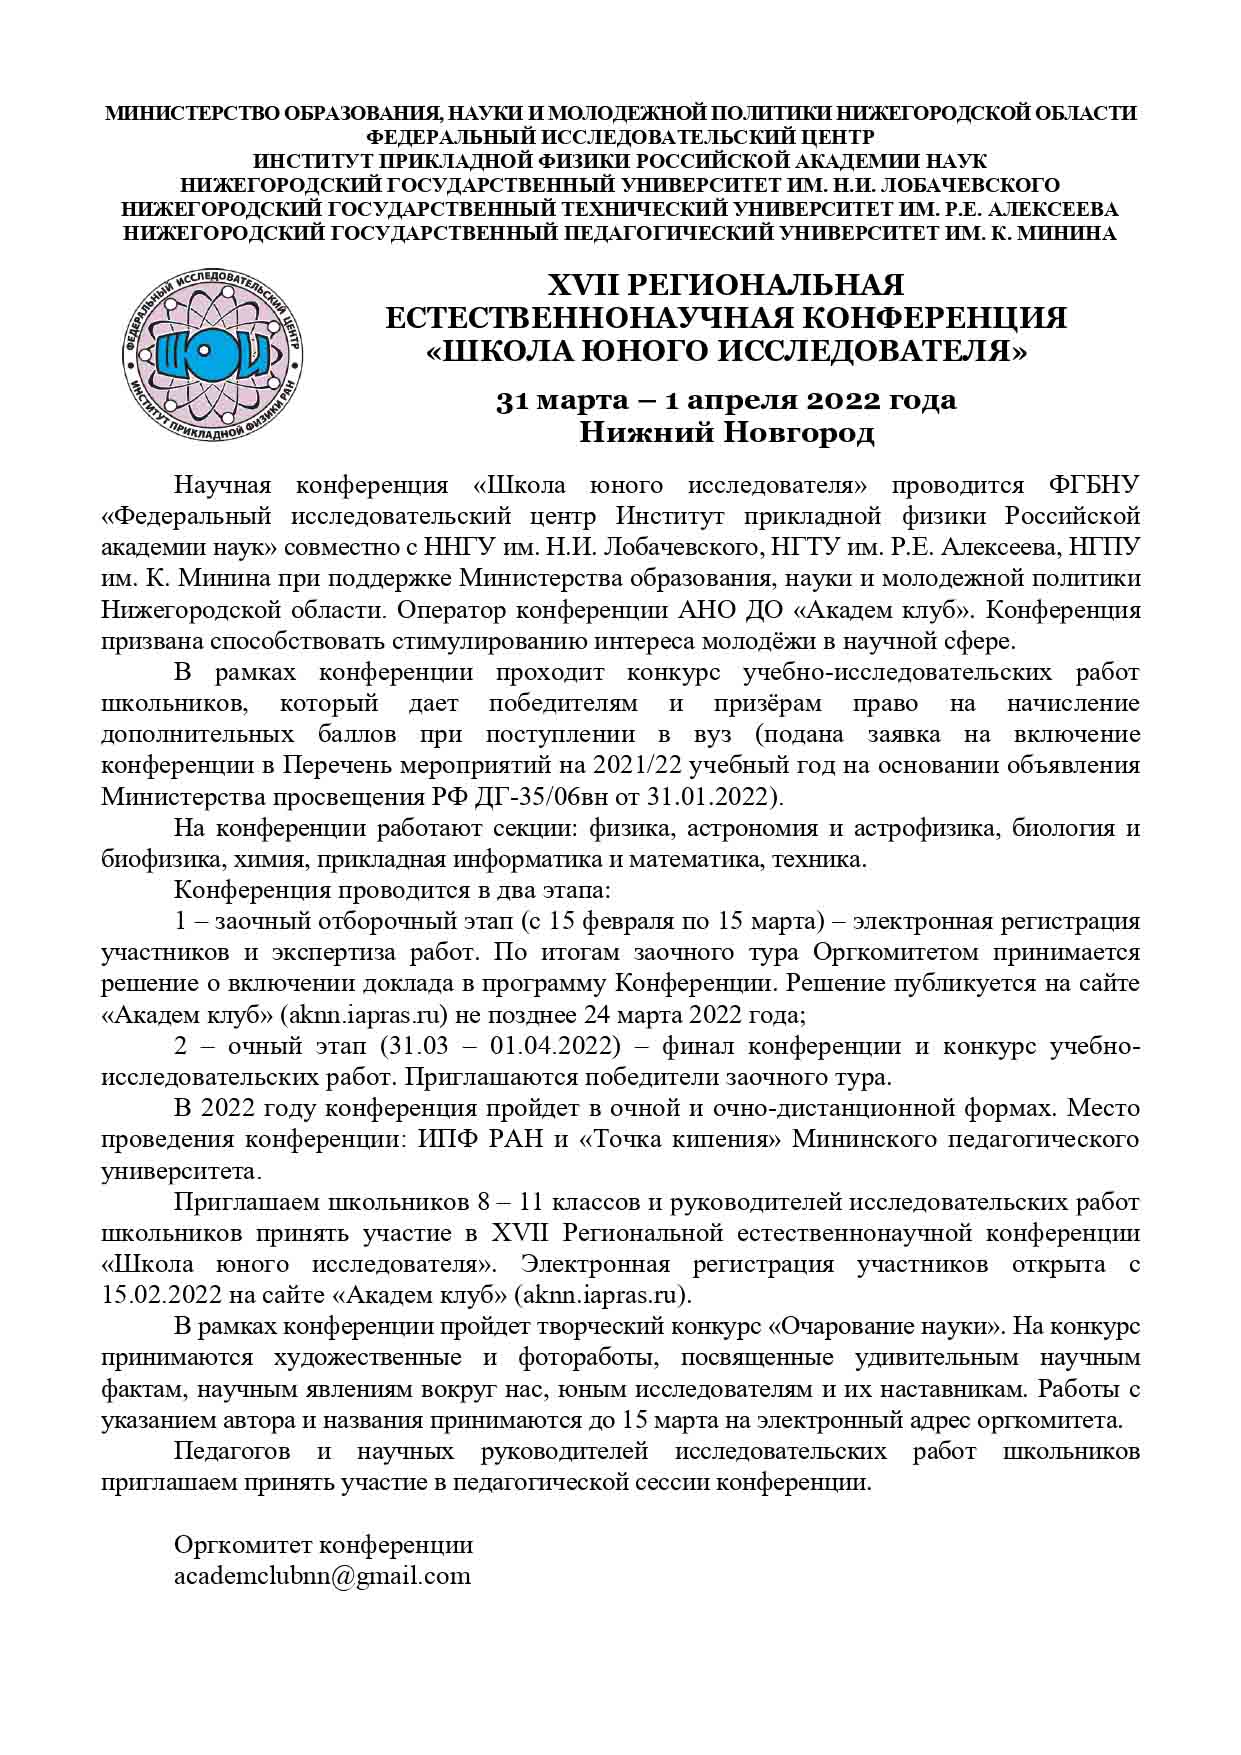 МИНИСТЕРСТВО ОБРАЗОВАНИЯ, НАУКИ И МОЛОДЕЖНОЙ ПОЛИТИКИ НИЖЕГОРОДСКОЙ ОБЛАСТИ
ФЕДЕРАЛЬНЫЙ ИССЛЕДОВАТЕЛЬСКИЙ ЦЕНТР
ИНСТИТУТ ПРИКЛАДНОЙ ФИЗИКИ РОССИЙСКОЙ АКАДЕМИИ НАУК
НИЖЕГОРОДСКИЙ ГОСУДАРСТВЕННЫЙ УНИВЕРСИТЕТ ИМ. Н.И. ЛОБАЧЕВСКОГО
НИЖЕГОРОДСКИЙ ГОСУДАРСТВЕННЫЙ ТЕХНИЧЕСКИЙ УНИВЕРСИТЕТ ИМ. Р.Е. АЛЕКСЕЕВА
НИЖЕГОРОДСКИЙ ГОСУДАРСТВЕННЫЙ ПЕДАГОГИЧЕСКИЙ УНИВЕРСИТЕТ ИМ. К. МИНИНА
ФЕДЕРАЛЬНЫЙ ИССЛЕДОВАТЕЛЬСКИЙ ЦЕНТР
ШЮИ
ИНСТИТУТ ПРИКЛАДНОЙ ФИЗИКИ РАН
XVII РЕГИОНАЛЬНАЯ
ЕСТЕСТВЕННОНАУЧНАЯ КОНФЕРЕНЦИЯ
«ШКОЛА ЮНОГО ИССЛЕДОВАТЕЛЯ»
31 марта – 1 апреля 2022 года
Нижний Новгород
Научная конференция «Школа юного исследователя» проводится ФГБНУ
«Федеральный исследовательский центр Институт прикладной физики Российской
академии наук» совместно с ННГУ им. Н.И. Лобачевского, НГТУ им. Р.Е. Алексеева, НГПУ
им. К. Минина при поддержке Министерства образования, науки и молодежной политики
Нижегородской области. Оператор конференции АНО ДО «Академ клуб». Конференция
призвана способствовать стимулированию интереса молодёжи в научной сфере.
В рамках конференции проходит конкурс учебно-исследовательских работ
школьников, который дает победителям и призёрам право на начисление
дополнительных баллов при поступлении в вуз (подана заявка на включение
конференции в Перечень мероприятий на 2021/22 учебный год на основании объявления
Министерства просвещения РФ ДГ-35/06вн от 31.01.2022).
На конференции работают секции: физика, астрономия и астрофизика, биология и
биофизика, химия, прикладная информатика и математика, техника.
Конференция проводится в два этапа:
1 – заочный отборочный этап (с 15 февраля по 15 марта) – электронная регистрация
участников и экспертиза работ. По итогам заочного тура Оргкомитетом принимается
решение о включении доклада в программу Конференции. Решение публикуется на сайте
«Академ клуб» (aknn.iapras.ru) не позднее 24 марта 2022 года;
2 – очный этап (31.03 – 01.04.2022) – финал конференции и конкурс учебно-
исследовательских работ. Приглашаются победители заочного тура.
В 2022 году конференция пройдет в очной и очно-дистанционной формах. Место
проведения конференции: ИПФ РАН и «Точка кипения» Мининского педагогического
университета.
Приглашаем школьников 8 – 11 классов и руководителей исследовательских работ
школьников принять участие в XVII Региональной естественнонаучной конференции
«Школа юного исследователя». Электронная регистрация участников открыта с
15.02.2022 на сайте «Академ клуб» (aknn.iapras.ru).
В рамках конференции пройдет творческий конкурс «Очарование науки». На конкурс
принимаются художественные и фотоработы, посвященные удивительным научным
фактам, научным явлениям вокруг нас, юным исследователям и их наставникам. Работы с
указанием автора и названия принимаются до 15 марта на электронный адрес оргкомитета.
Педагогов и научных руководителей исследовательских работ школьников
приглашаем принять участие в педагогической сессии конференции.
Оргкомитет конференции
academclubnn@gmail.com